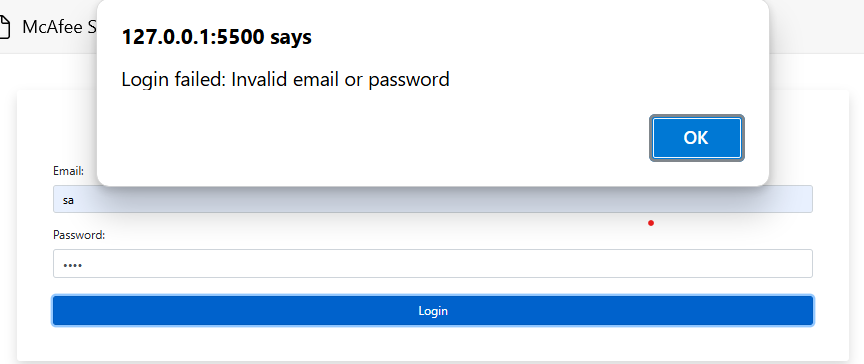 McAfee S
127.0.0.1:5500 says
Login failed: Invalid email or password
OK
Email:
sa
Password:
••••
Login